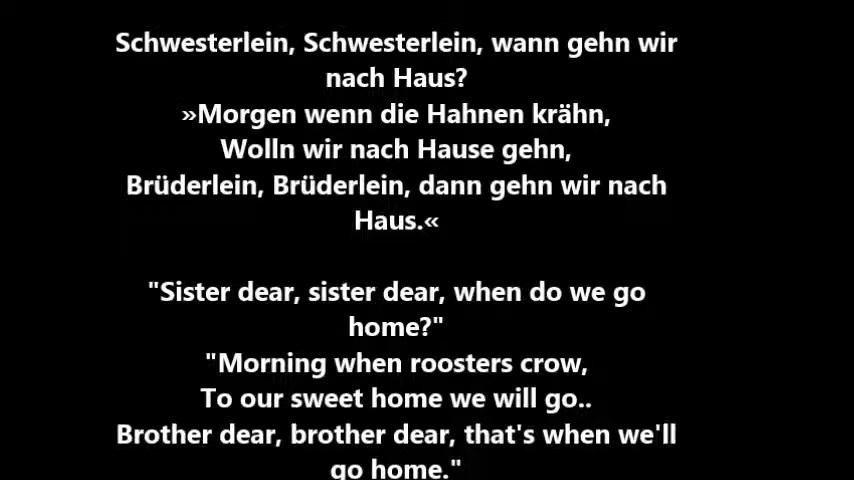 Schwesterlein, Schwesterlein, wann gehn wir
nach Haus?
»Morgen wenn die Hahnen krähn,
Wolln wir nach Hause gehn,
Brüderlein, Brüderlein, dann gehn wir nach
Haus.«
"Sister dear, sister dear, when do we go
home?"
"Morning when roosters crow,
To our sweet home we will go..
Brother dear, brother dear, that's when we'll
go home."